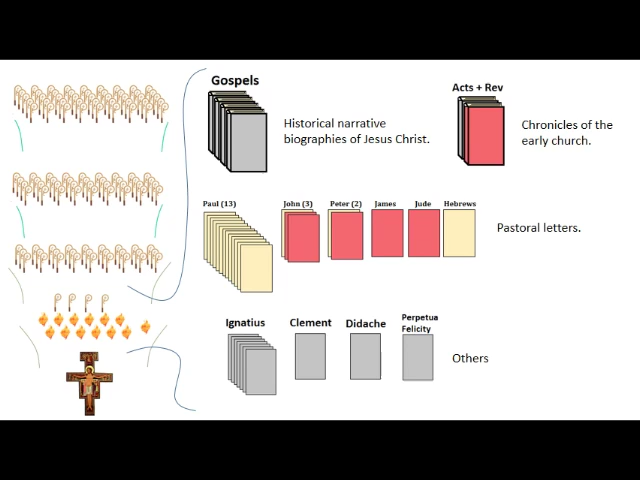 Gospels
Historical narrative
biographies of Jesus Christ.
Acts + Rev
Chronicles of the
early church.
Paul (13)
John (3)
Peter (2)
James
Jude
Hebrews
Pastoral letters.
Ignatius
Clement
Didache
Perpetua
Felicity
Others